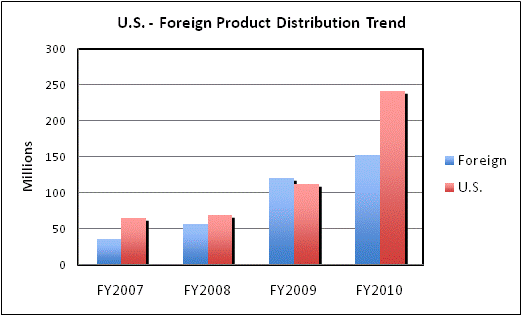 U.S. - Foreign Product Distribution Trend
300
250
200
150
100
50
0
Millions
FY2007 FY2008 FY2009 FY2010
Foreign
U.S.